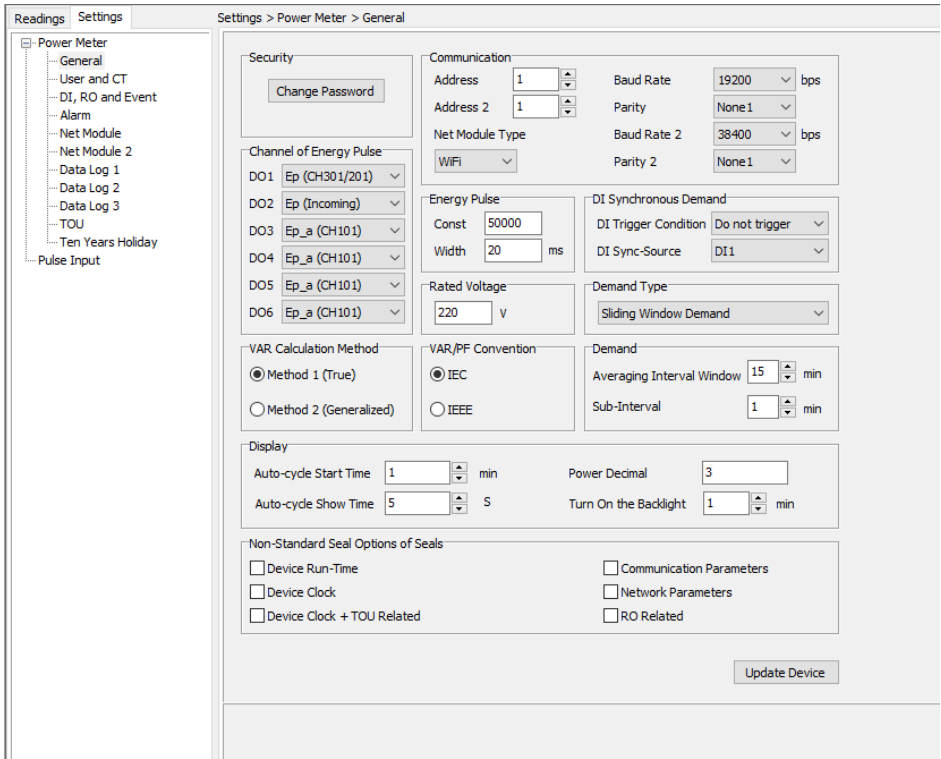 Readings Settings
Settings > Power Meter > General
Power Meter
General
User and CT
DI, RO and Event
Alarm
Net Module
Net Module 2
Data Log 1
Data Log 2
Data Log 3
TOU
Ten Years Holiday
Pulse Input
Security
Change Password
Communication
Address 1 Baud Rate 19200 bps
Address 2 1 Parity None1
Net Module Type Baud Rate 2 38400 bps
WiFi Parity 2 None1
Channel of Energy Pulse
DO1 Ep (CH301/201)
DO2 Ep (Incoming)
DO3 Ep_a (CH101)
DO4 Ep_a (CH101)
DO5 Ep_a (CH101)
DO6 Ep_a (CH101)
Energy Pulse
Const 50000
Width 20 ms
DI Synchronous Demand
DI Trigger Condition Do not trigger
DI Sync-Source DI1
Rated Voltage
220 V
Demand Type
Sliding Window Demand
VAR Calculation Method
Method 1 (True)
Method 2 (Generalized)
VAR/PF Convention
IEC
IEEE
Demand
Averaging Interval Window 15 min
Sub-Interval 1 min
Display
Auto-cycle Start Time 1 min Power Decimal 3
Auto-cycle Show Time 5 S Turn On the Backlight 1 min
Non-Standard Seal Options of Seals
Device Run-Time Communication Parameters
Device Clock Network Parameters
Device Clock + TOU Related RO Related
Update Device